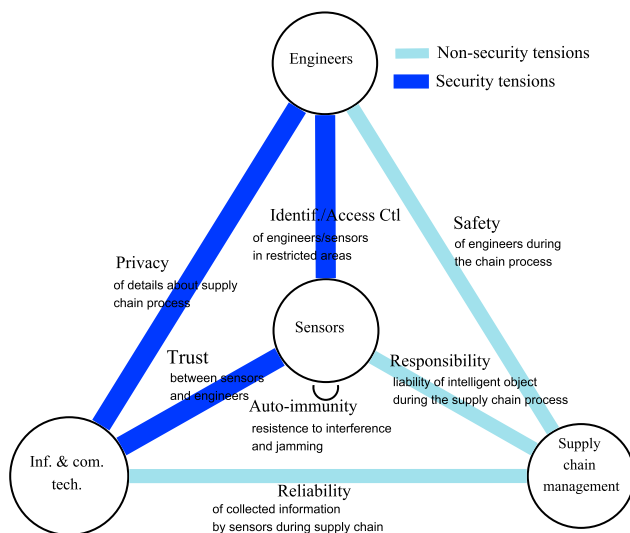 Engineers
Non-security tensions
Security tensions
Identif./Access Ctl
of engineers/sensors
in restricted areas
Safety
of engineers during
the chain process
Privacy
of details about supply
chain process
Sensors
Trust
between sensors
and engineers
Responsibility
liability of intelligent object
during the supply chain process
Auto-immunity
resistence to interference
and jamming
Inf. & com.
tech.
Supply
chain
management
Reliability
of collected information
by sensors during supply chain